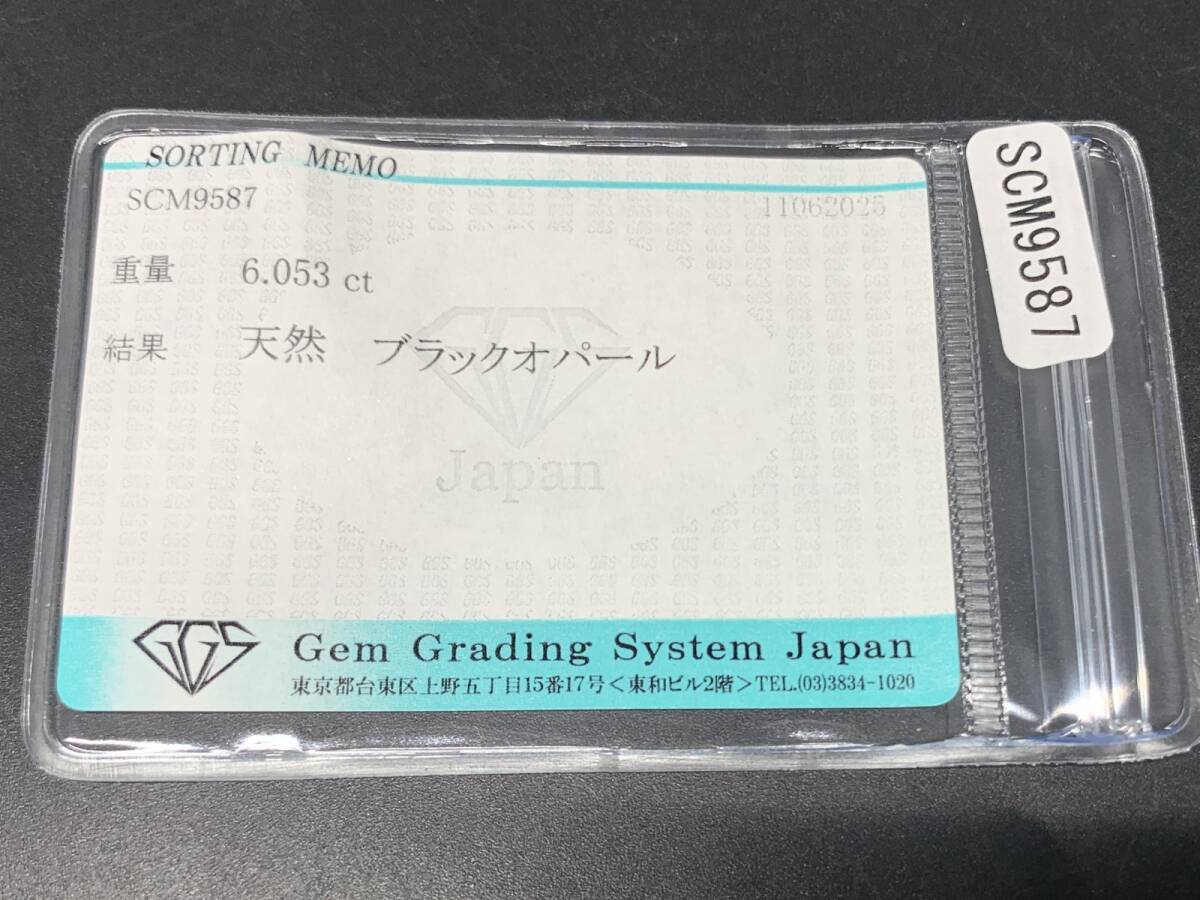 SORTING MEMO
SCM9587 11062025
重量 6.053 ct
結果 天然 ブラックオパール
GGS
Japan
GGS Gem Grading System Japan
東京都台東区上野五丁目15番17号<東和ビル2階>TEL.(03)3834-1020
SCM9587